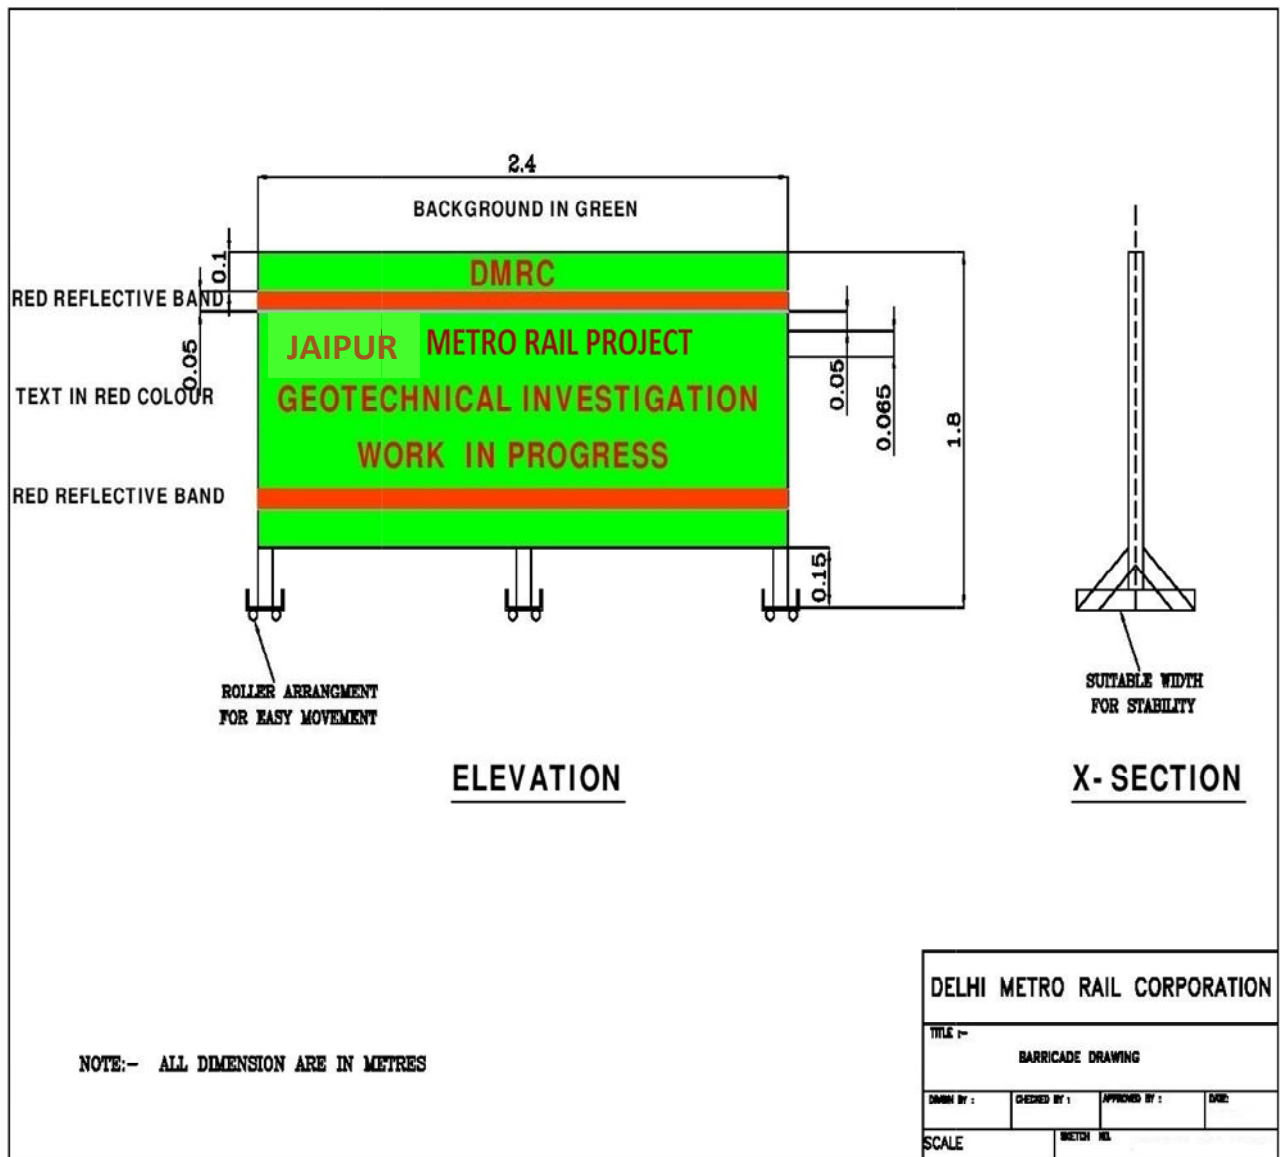 2.4
BACKGROUND IN GREEN
0.1
DMRC
RED REFLECTIVE BAND
0.05
JAIPUR METRO RAIL PROJECT
TEXT IN RED COLOUR
GEOTECHNICAL INVESTIGATION
WORK IN PROGRESS
RED REFLECTIVE BAND
0.05
0.065
1.8
0.15
ROLLER ARRANGMENT
FOR EASY MOVEMENT
SUITABLE WIDTH
FOR STABILITY
ELEVATION
X-SECTION
NOTE:- ALL DIMENSION ARE IN METRES
DELHI METRO RAIL CORPORATION
TITLE :-
BARRICADE DRAWING
DRAWN BY : CHECKED BY : APPROVED BY : DATE:
SCALE SKETCH NO.